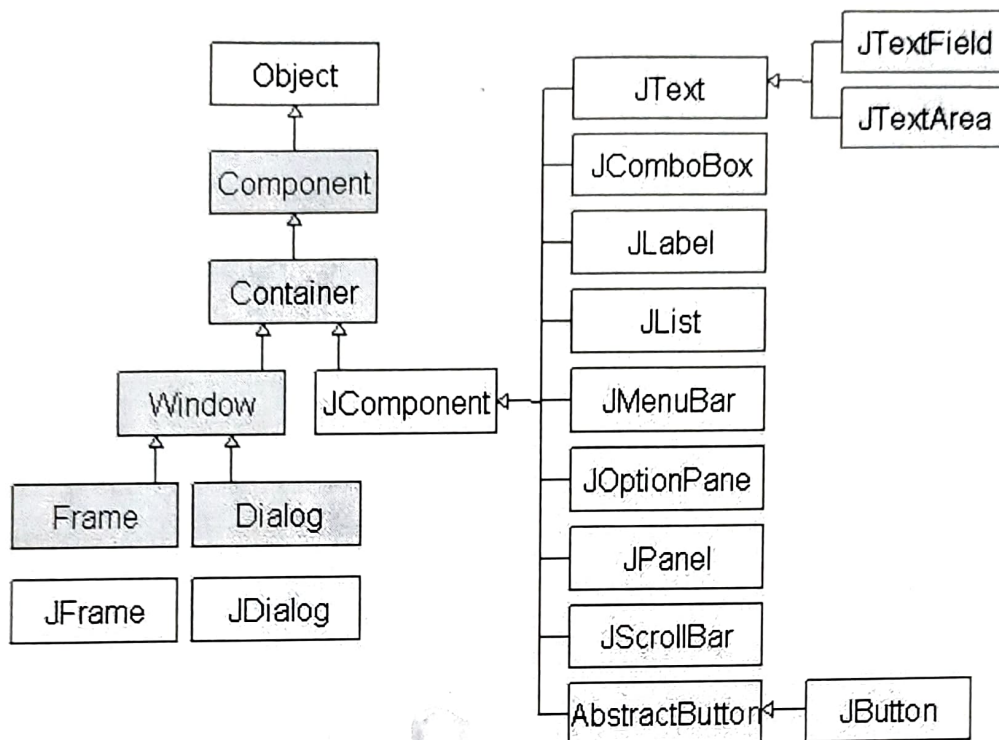 Object
Component
Container
Window
JComponent
Frame
Dialog
JFrame
JDialog
JText
JComboBox
JLabel
JList
JMenuBar
JOptionPane
JPanel
JScrollBar
AbstractButton
JTextField
JTextArea
JButton